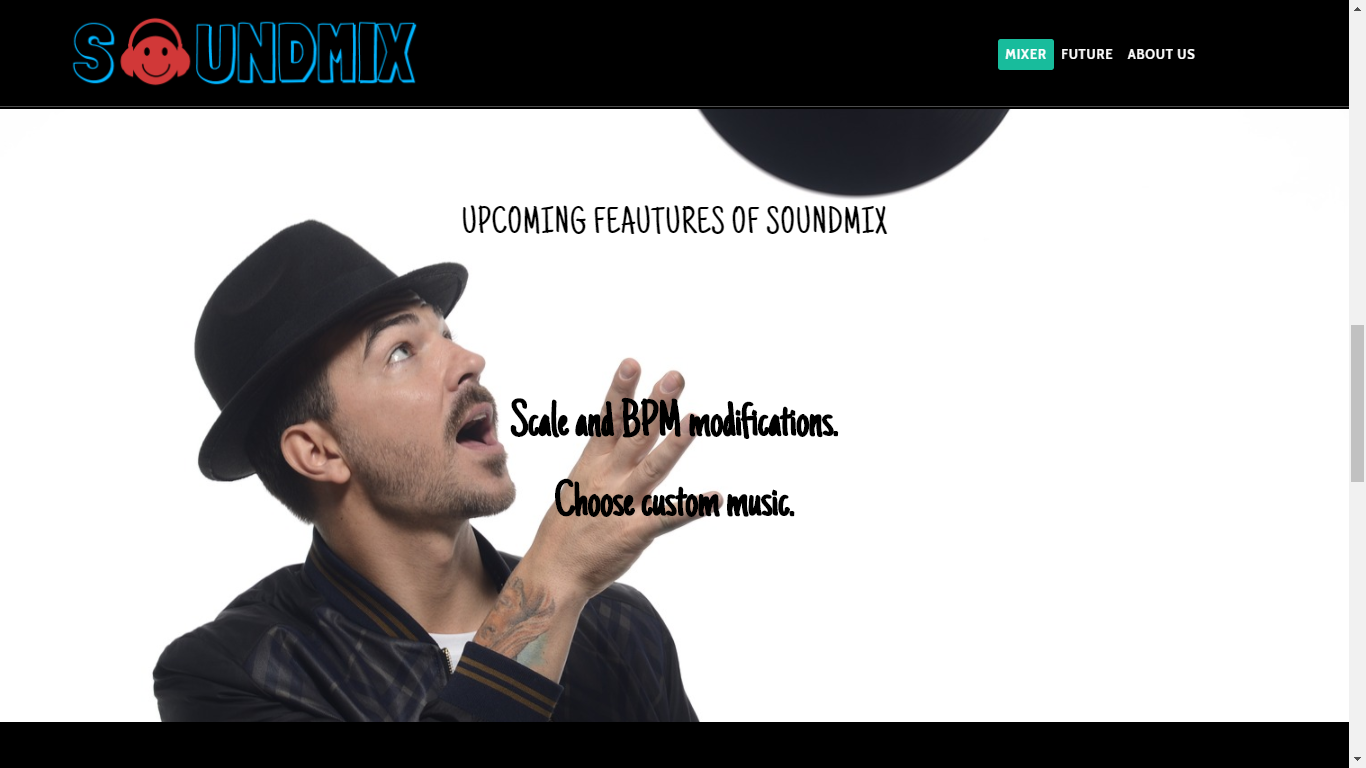 SOUNDMIX
MIXER FUTURE ABOUT US
UPCOMING FEAUTURES OF SOUNDMIX
Scale and BPM modifications.
Choose custom music.